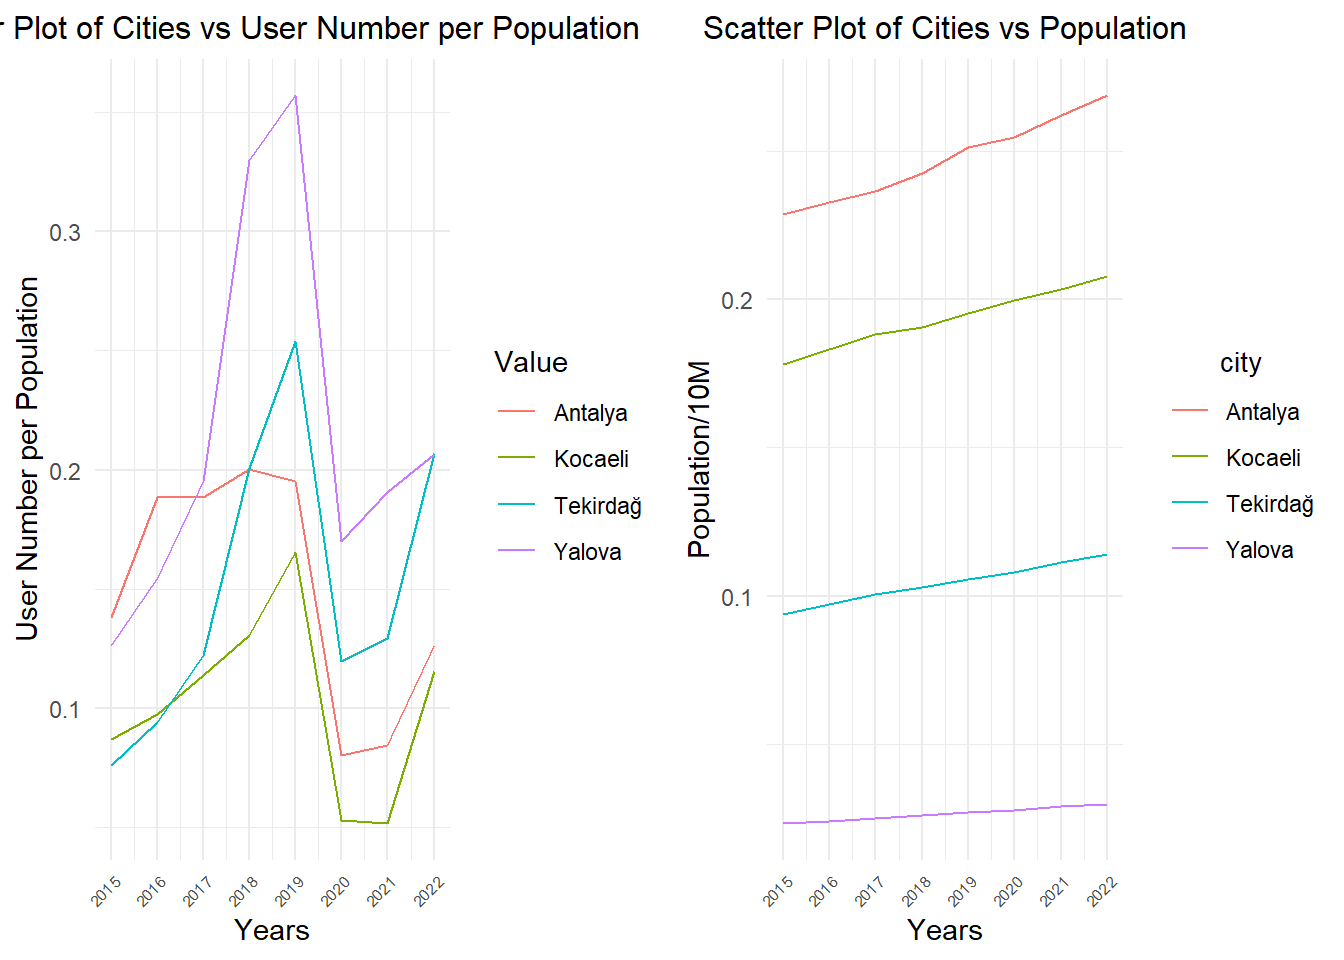 r Plot of Cities vs User Number per Population
User Number per Population
0.3
0.2
0.1
2015
2016
2017
2018
2019
2020
2021
2022
Years
Value
Antalya
Kocaeli
Tekirdağ
Yalova
Scatter Plot of Cities vs Population
Population/10M
0.2
0.1
2015
2016
2017
2018
2019
2020
2021
2022
Years
city
Antalya
Kocaeli
Tekirdağ
Yalova